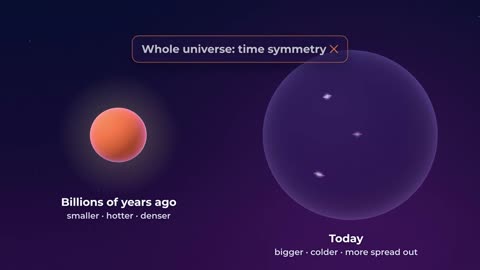 Whole universe: time symmetry ×
Billions of years ago
smaller · hotter · denser
Today
bigger · colder · more spread out